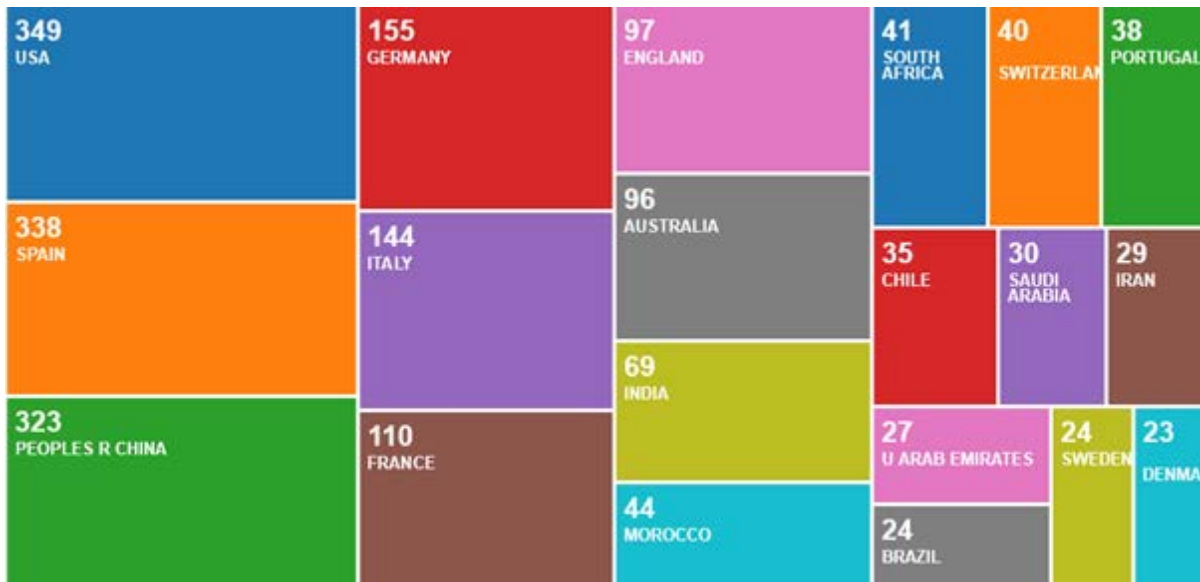 349
USA
338
SPAIN
323
PEOPLES R CHINA
155
GERMANY
144
ITALY
110
FRANCE
97
ENGLAND
96
AUSTRALIA
69
INDIA
44
MOROCCO
41
SOUTH
AFRICA
40
SWITZERLAN
38
PORTUGAL
35
CHILE
30
SAUDI
ARABIA
29
IRAN
27
U ARAB EMIRATES
24
BRAZIL
24
SWEDEN
23
DENMA